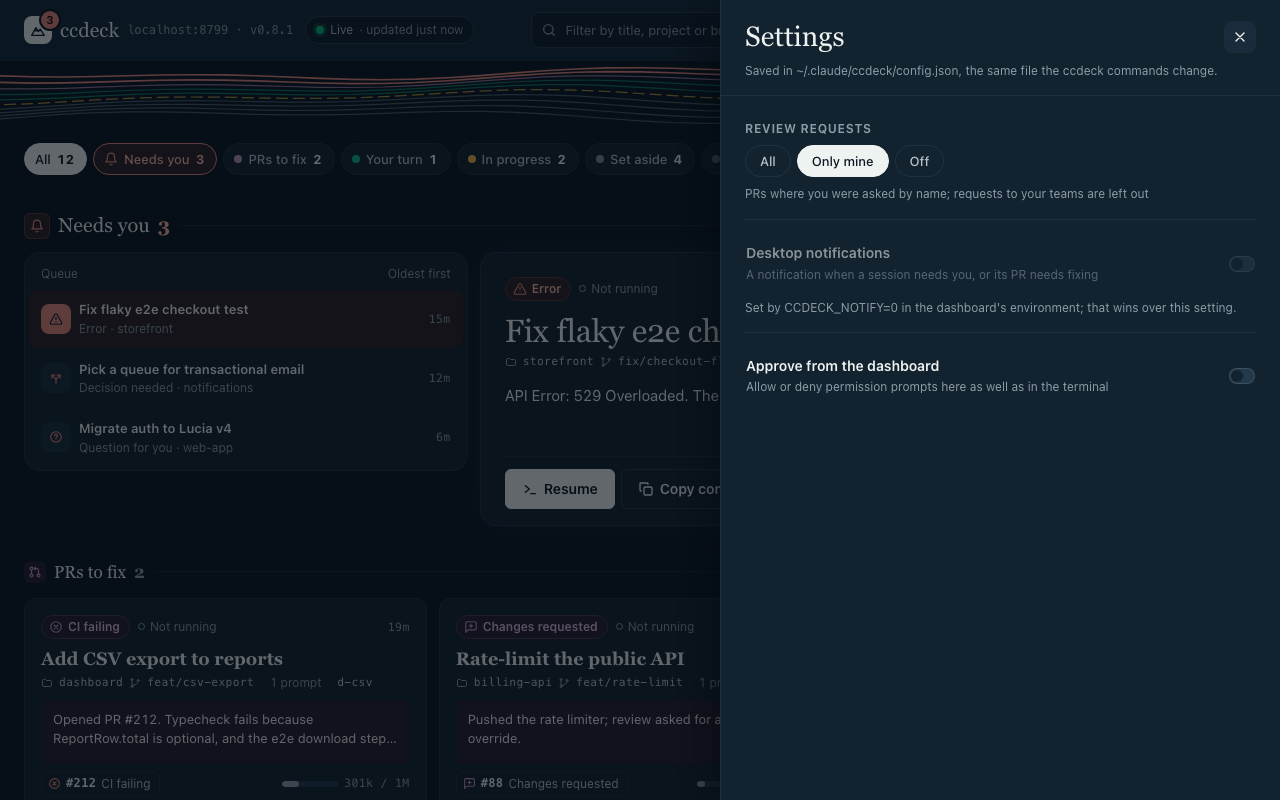 3
ccdeck localhost:8799 · v0.8.1 Live · updated just now
Filter by title, project or b
All 12 Needs you 3 PRs to fix 2 Your turn 1 In progress 2 Set aside 4
Needs you 3
Queue Oldest first
Fix flaky e2e checkout test
Error · storefront
15m
Pick a queue for transactional email
Decision needed · notifications
12m
Migrate auth to Lucia v4
Question for you · web-app
6m
Error Not running
Fix flaky e2e ch
storefront fix/checkout-fl
API Error: 529 Overloaded. The
>_ Resume Copy com
PRs to fix 2
CI failing Not running 19m
Add CSV export to reports
dashboard feat/csv-export 1 prompt d-csv
Opened PR #212. Typecheck fails because
ReportRow.total is optional, and the e2e download step…
#212 CI failing 301k / 1M
Changes requested Not running
Rate-limit the public API
billing-api feat/rate-limit 1 pr
Pushed the rate limiter; review asked for a
override.
#88 Changes requested
Settings
Saved in ~/.claude/ccdeck/config.json, the same file the ccdeck commands change.
REVIEW REQUESTS
All Only mine Off
PRs where you were asked by name; requests to your teams are left out
Desktop notifications
A notification when a session needs you, or its PR needs fixing
Set by CCDECK_NOTIFY=0 in the dashboard's environment; that wins over this setting.
Approve from the dashboard
Allow or deny permission prompts here as well as in the terminal